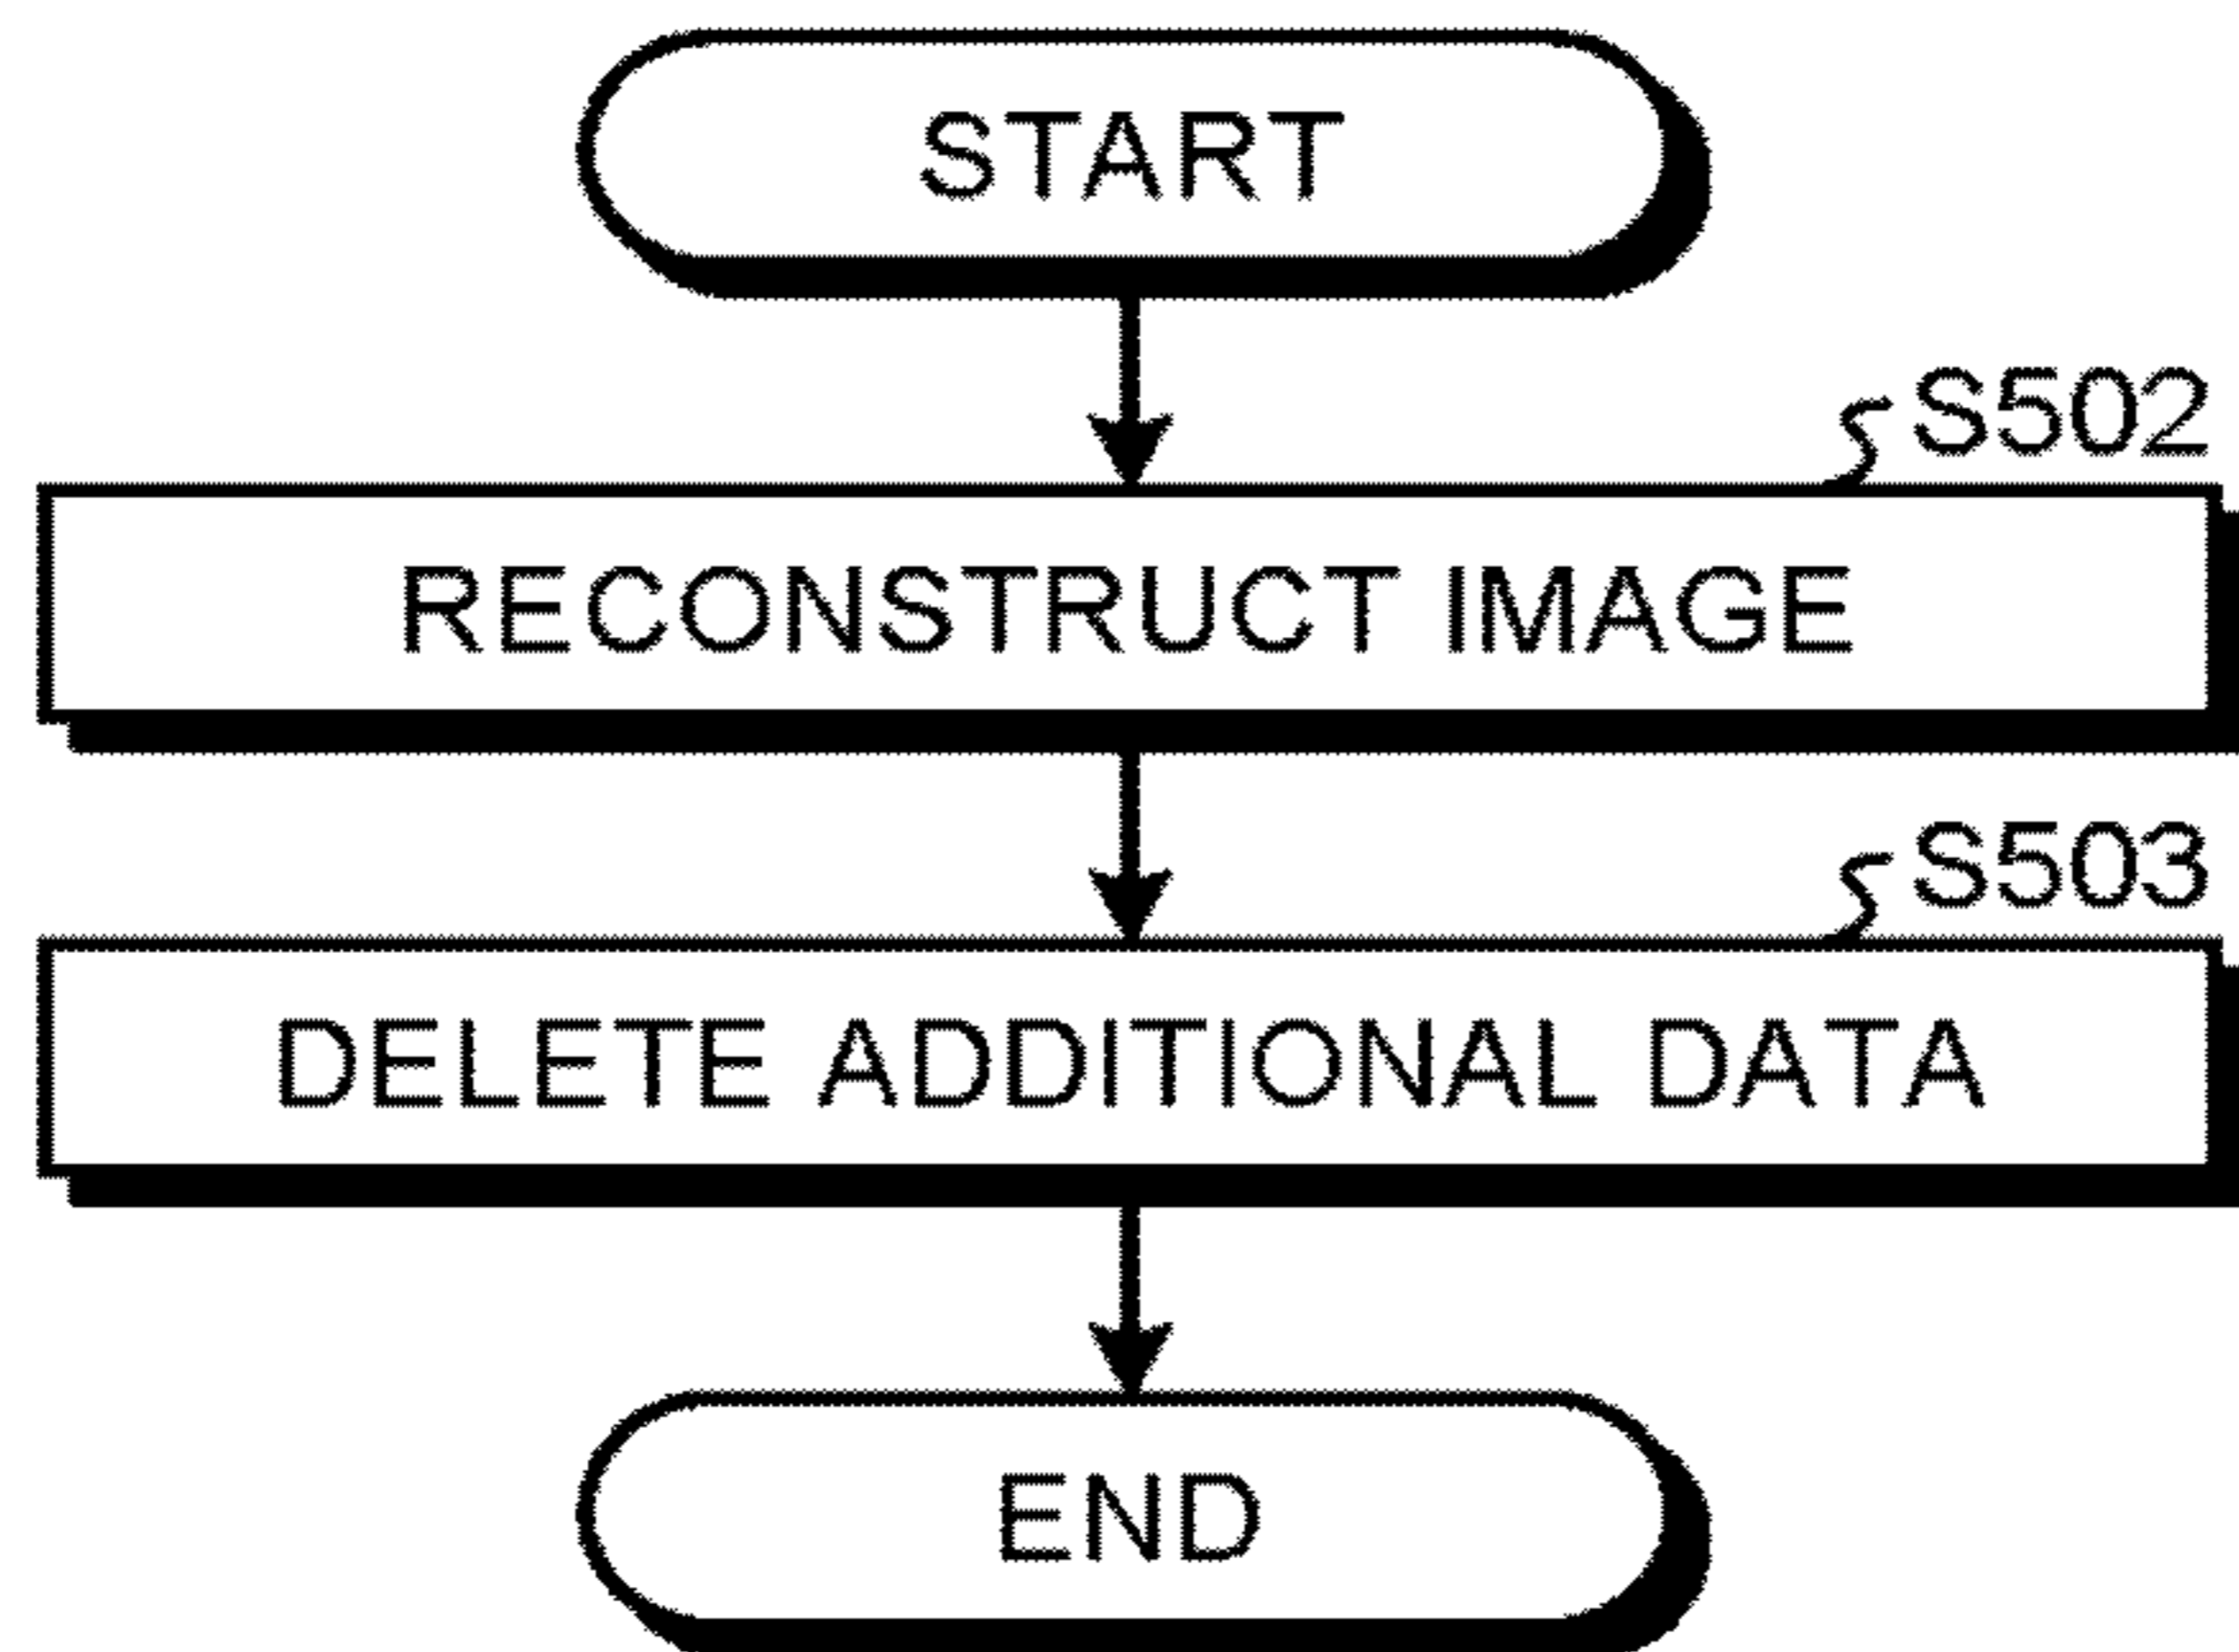 START
S502
RECONSTRUCT IMAGE
S503
DELETE ADDITIONAL DATA
END